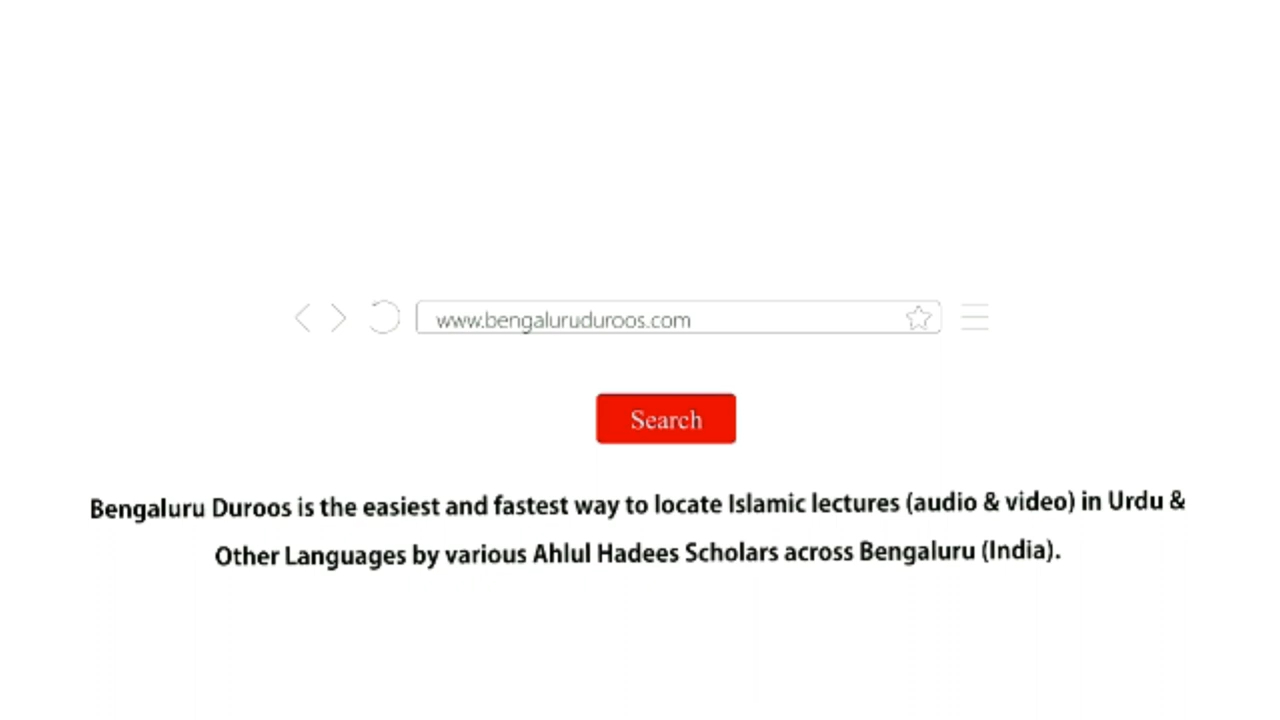 www.bengaluruduroos.com
Search
Bengaluru Duroos is the easiest and fastest way to locate Islamic lectures (audio & video) in Urdu &
Other Languages by various Ahlul Hadees Scholars across Bengaluru (India).